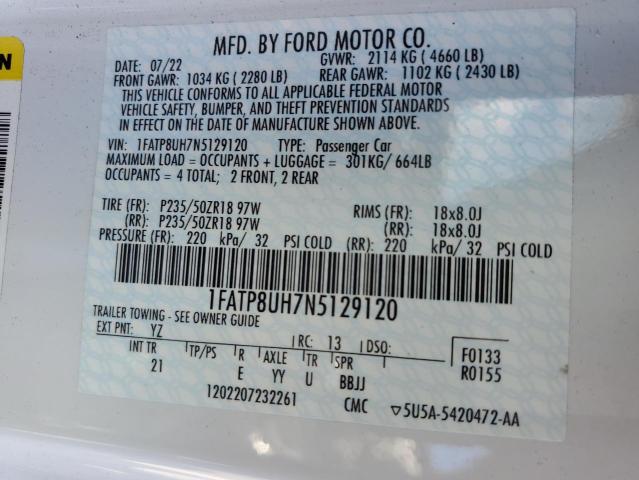 MFD. BY FORD MOTOR CO.
DATE: 07/22 GVWR: 2114 KG ( 4660 LB)
FRONT GAWR: 1034 KG ( 2280 LB) REAR GAWR: 1102 KG ( 2430 LB)
THIS VEHICLE CONFORMS TO ALL APPLICABLE FEDERAL MOTOR
VEHICLE SAFETY, BUMPER, AND THEFT PREVENTION STANDARDS
IN EFFECT ON THE DATE OF MANUFACTURE SHOWN ABOVE.
VIN: 1FATP8UH7N5129120 TYPE: Passenger Car
MAXIMUM LOAD = OCCUPANTS + LUGGAGE = 301KG/ 664LB
OCCUPANTS = 4 TOTAL; 2 FRONT, 2 REAR
TIRE (FR): P235/50ZR18 97W RIMS (FR): 18x8.0J
(RR): P235/50ZR18 97W (RR): 18x8.0J
PRESSURE (FR): 220 kPa/ 32 PSI COLD (RR): 220 kPa/ 32 PSI COLD
1FATP8UH7N5129120
TRAILER TOWING - SEE OWNER GUIDE
EXT PNT: YZ RC: 13 DSO: F0133
INT TR TP/PS R AXLE TR SPR R0155
21 E YY U BBJJ
1202207232261 CMC ▽5U5A-5420472-AA